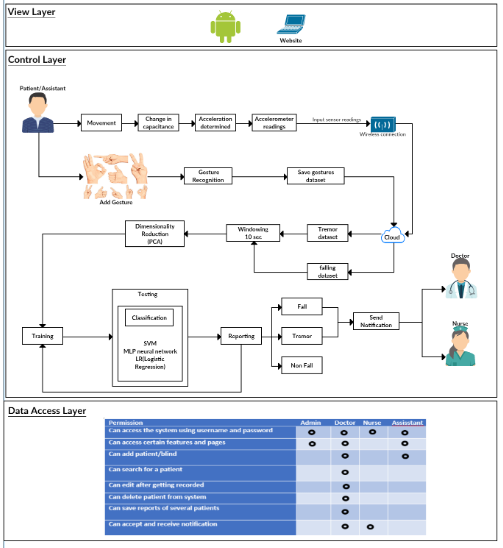 View Layer
Website
Control Layer
Patient/Assistant
Movement
Change in
capacitance
Acceleration
determined
Accelerometer
readings
Input sensor readings
Wireless connection
Add Gesture
Gesture
Recognition
Save gestures
dataset
Dimensionality
Reduction
(PCA)
Windowing
10 sec
Tremor
dataset
Cloud
falling
dataset
Doctor
Testing
Classification
SVM
MLP neural network
LR(Logistic
Regression)
Training
Reporting
Fall
Tremor
Non Fall
Send
Notification
Nurse
Data Access Layer
Permission Admin Doctor Nurse Assisstant
Can access the system using username and password
Can access certain features and pages
Can add patient/blind
Can search for a patient
Can edit after getting recorded
Can delete patient from system
Can save reports of several patients
Can accept and receive notification